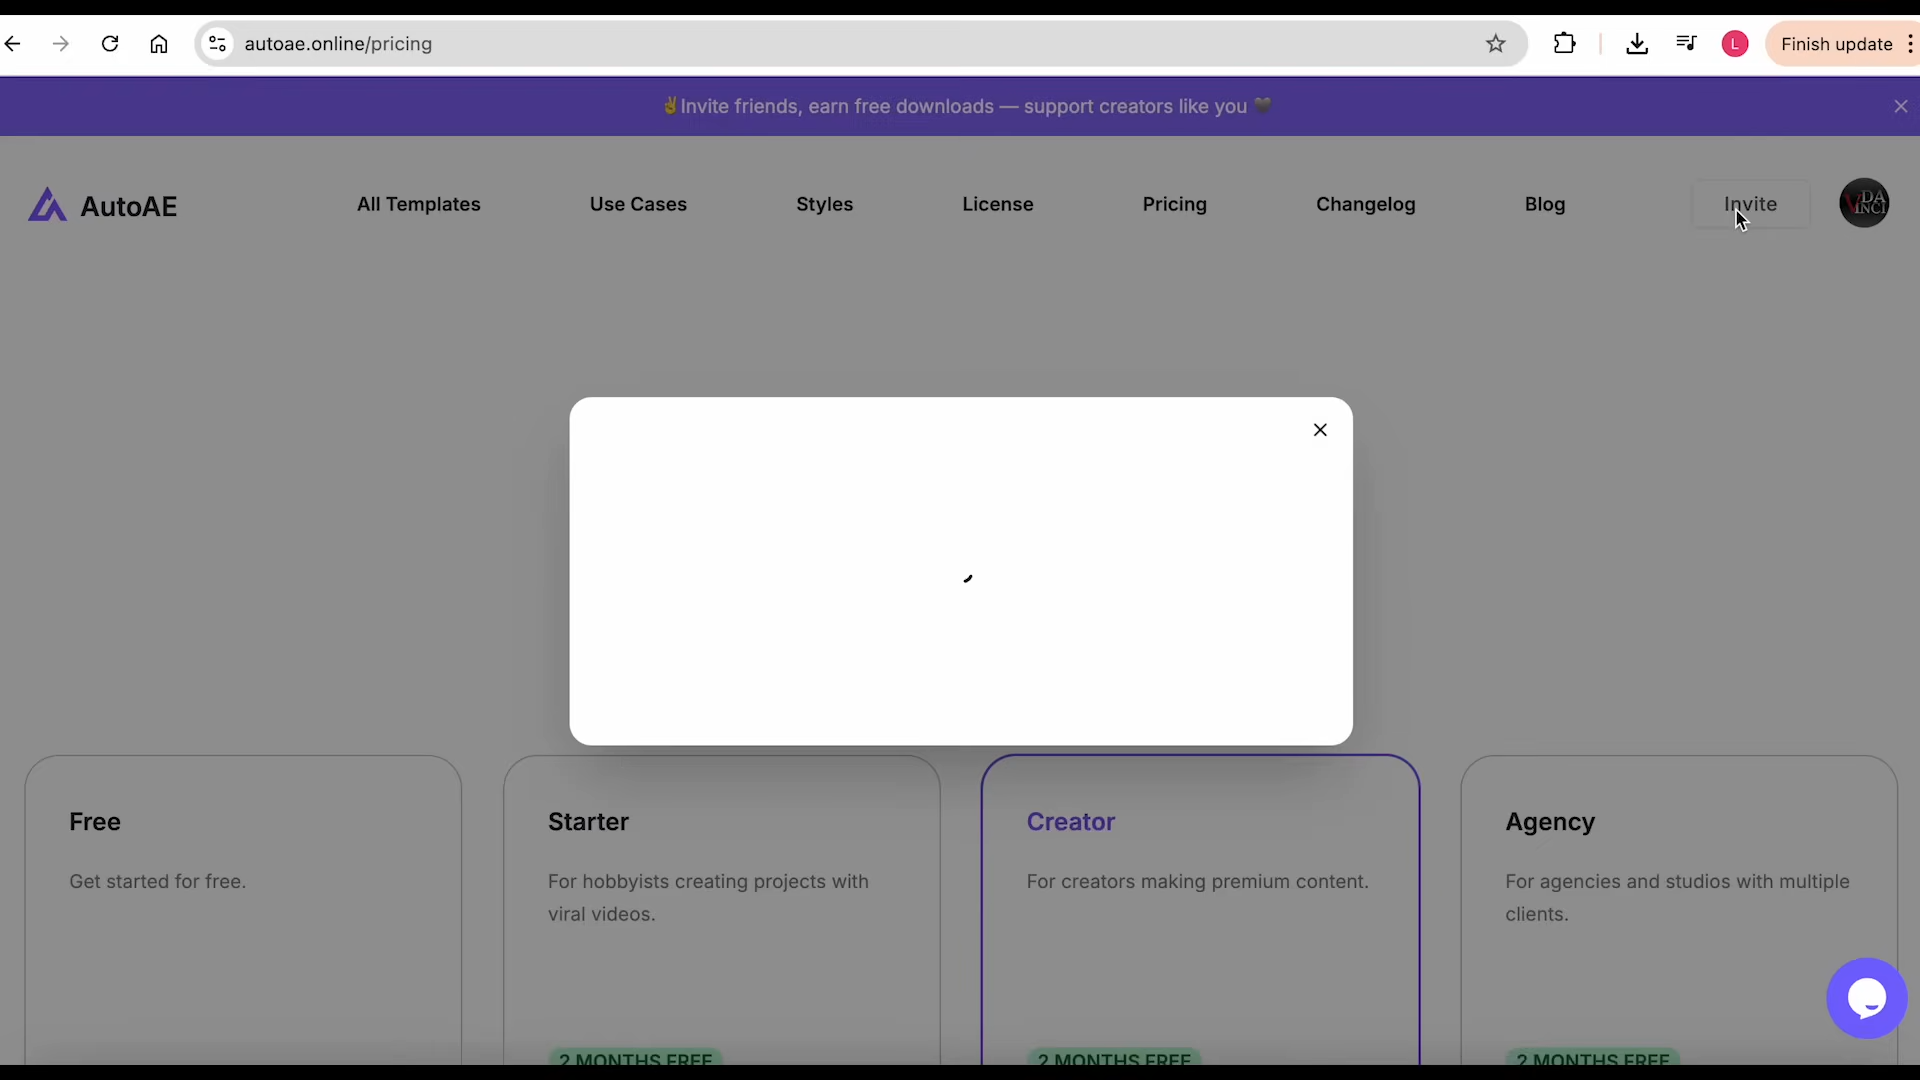 autoae.online/pricing
L
Finish update
✌️Invite friends, earn free downloads — support creators like you 🖤
AutoAE
All Templates
Use Cases
Styles
License
Pricing
Changelog
Blog
Invite
DA
VINCI
Free
Get started for free.
Starter
For hobbyists creating projects with
viral videos.
2 MONTHS FREE
Creator
For creators making premium content.
2 MONTHS FREE
Agency
For agencies and studios with multiple
clients.
2 MONTHS FREE